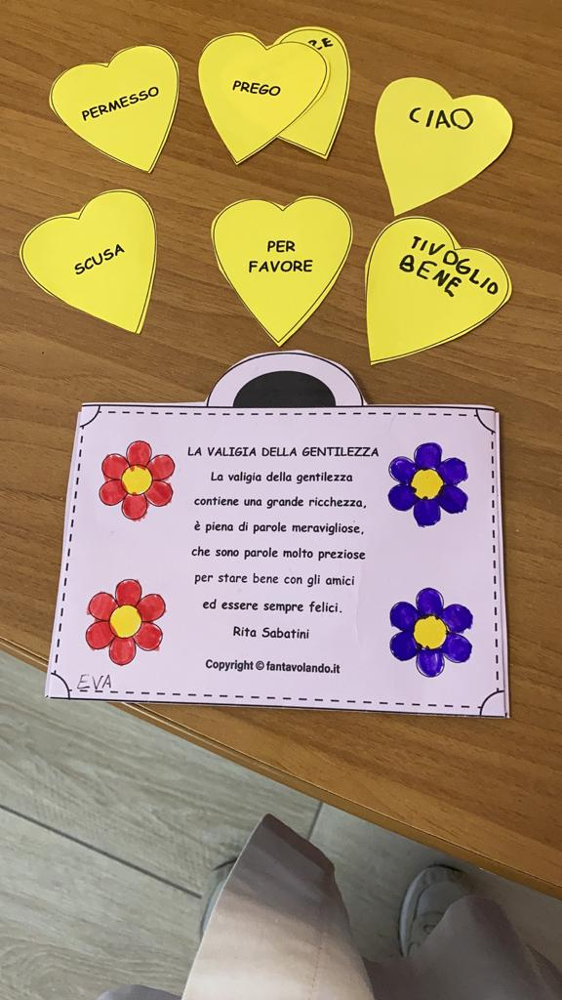 PERMESSO
PREGO
CIAO
SCUSA
PER
FAVORE
TI VOGLIO
BENE
LA VALIGIA DELLA GENTILEZZA
La valigia della gentilezza
contiene una grande ricchezza,
è piena di parole meravigliose,
che sono parole molto preziose
per stare bene con gli amici
ed essere sempre felici.
Rita Sabatini
Copyright © fantavolando.it
EVA